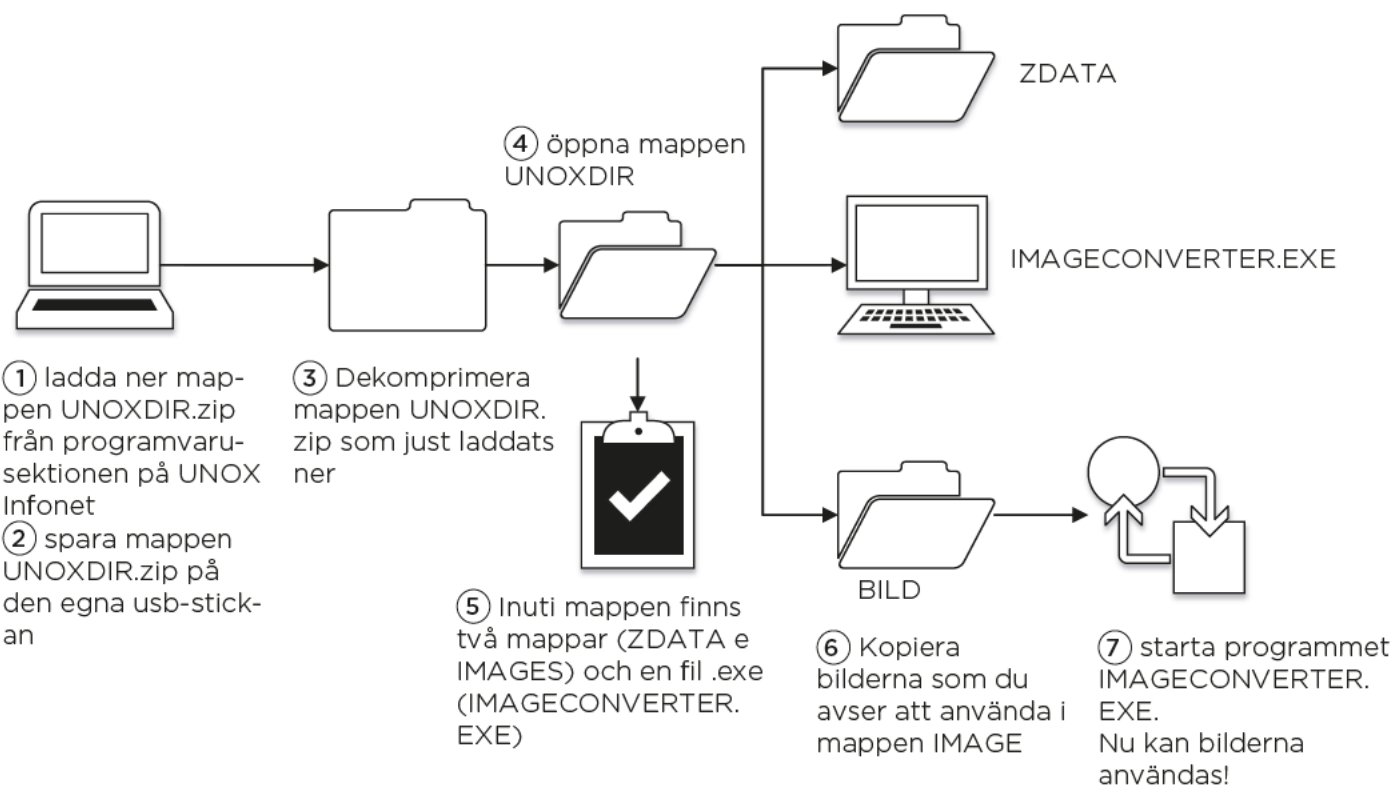 ZDATA
④ öppna mappen
UNOXDIR
IMAGECONVERTER.EXE
① ladda ner map-
pen UNOXDIR.zip
från programvaru-
sektionen på UNOX
Infonet
② spara mappen
UNOXDIR.zip på
den egna usb-stick-
an
③ Dekomprimera
mappen UNOXDIR.
zip som just laddats
ner
⑤ Inuti mappen finns
två mappar (ZDATA e
IMAGES) och en fil .exe
(IMAGECONVERTER.
EXE)
BILD
⑥ Kopiera
bilderna som du
avser att använda i
mappen IMAGE
⑦ starta programmet
IMAGECONVERTER.
EXE.
Nu kan bilderna
användas!